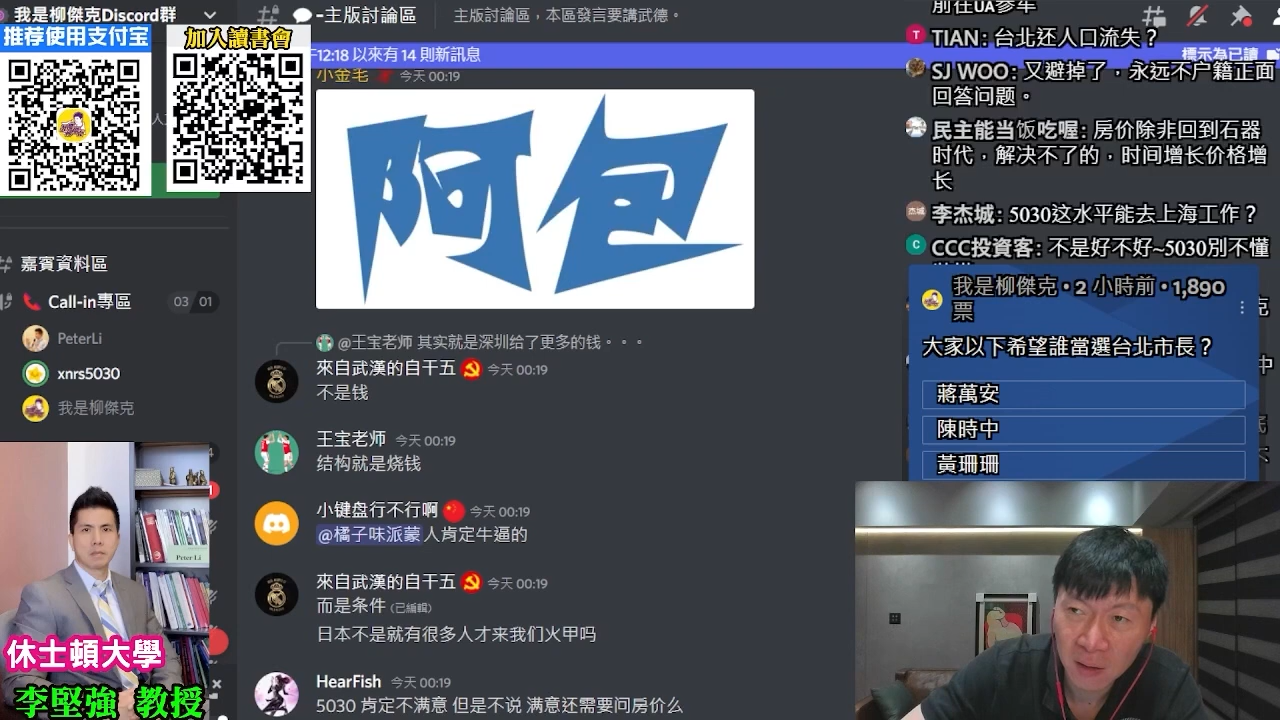 我是柳傑克Discord群
推荐使用支付宝
加入讀書會
嘉賓資料區
Call-in專區
03 01
PeterLi
xnrs5030
我是柳傑克
Peter Li
休士頓大學
李堅強 教授
-主版討論區
主版討論區，本區發言要講武德。
12:18 以來有 14 則新訊息
標示為已讀
小金毛 今天 00:19
阿包
@王宝老师 其实就是深圳给了更多的钱。。。
來自武漢的自干五 今天 00:19
不是钱
王宝老师 今天 00:19
结构就是烧钱
小键盘行不行啊 今天 00:19
@橘子味派蒙 人肯定牛逼的
來自武漢的自干五 今天 00:19
而是条件 (已編輯)
日本不是就有很多人才来我们火甲吗
HearFish 今天 00:19
5030 肯定不满意 但是不说 满意还需要问房价么
前往UA參军
TIAN: 台北还人口流失？
SJ WOO: 又避掉了，永远不户籍正面
回答问题。
民主能当饭吃喔: 房价除非回到石器
时代，解决不了的，时间增长价格增
长
李杰城: 5030这水平能去上海工作？
CCC投資客: 不是好不好~5030別不懂
我是柳傑克 • 2 小時前 • 1,890
票
大家以下希望誰當選台北市長？
蔣萬安
陳時中
黃珊珊